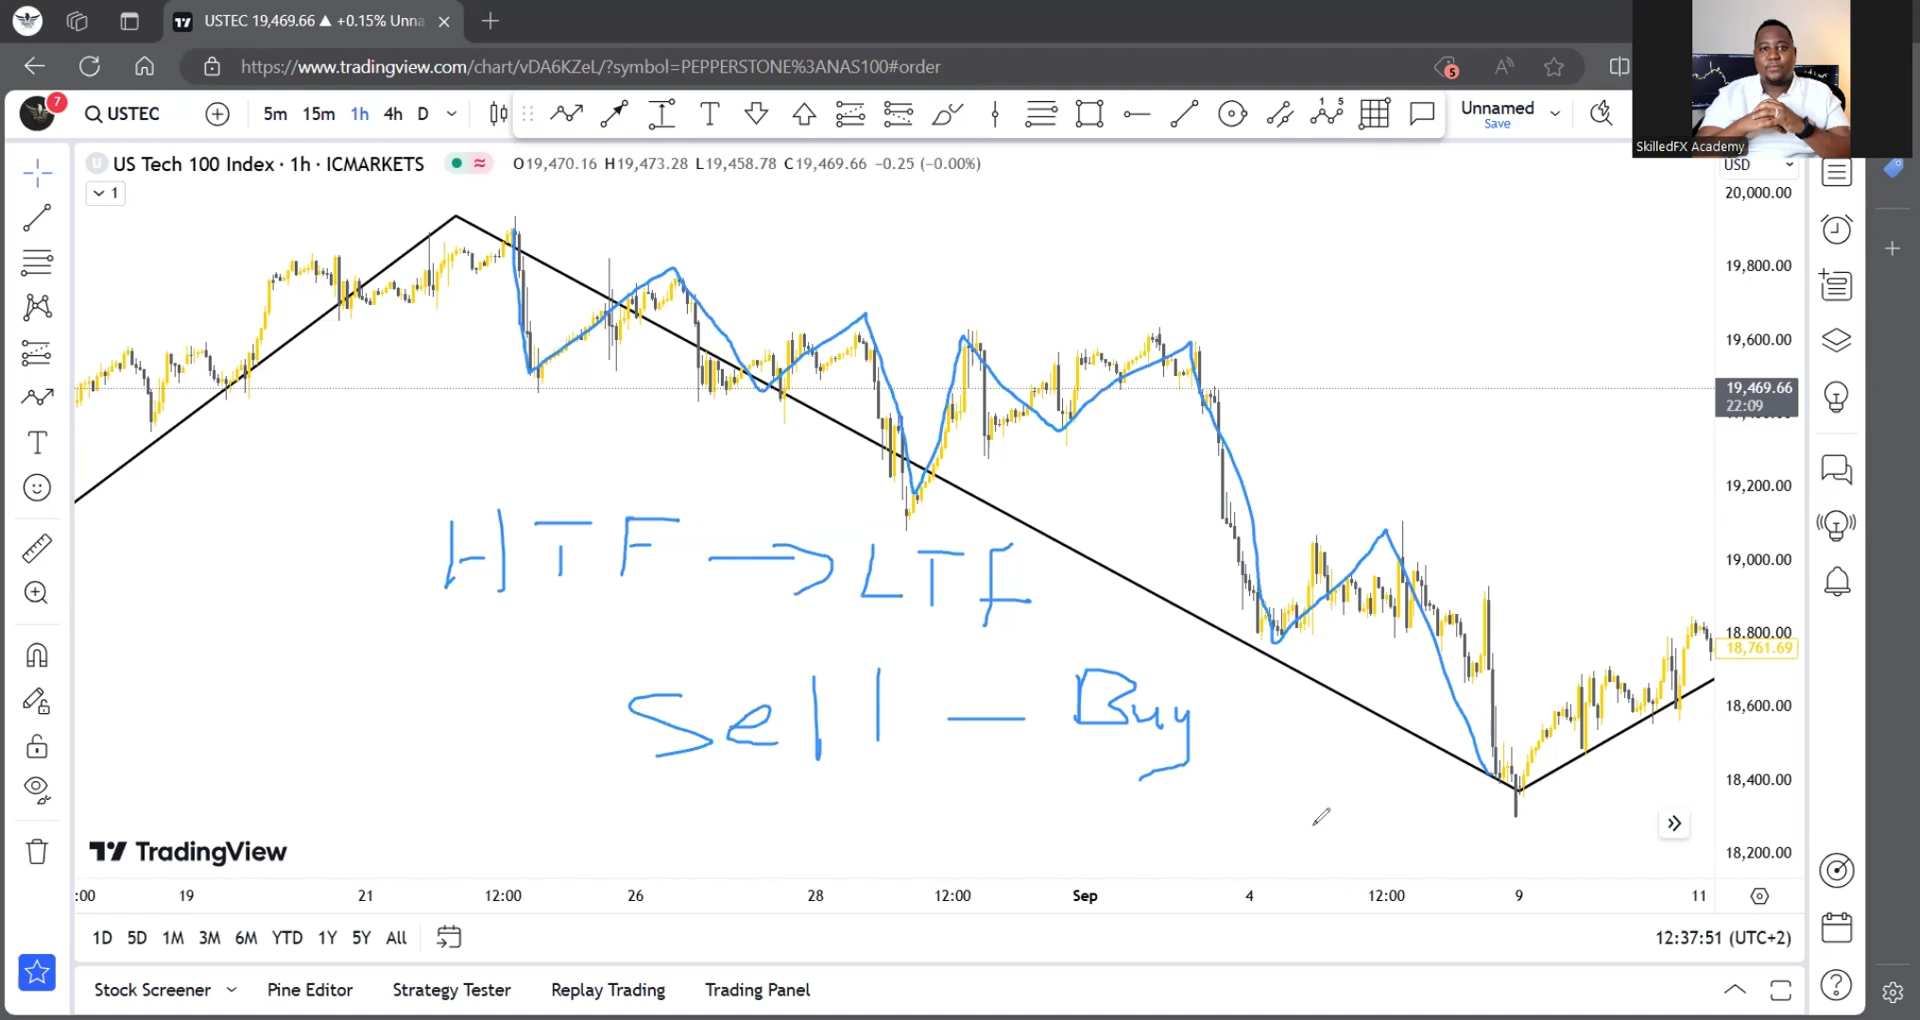 USTEC 19,469.66 ▲ +0.15% Unna
https://www.tradingview.com/chart/vDA6KZeL/?symbol=PEPPERSTONE%3ANAS100#order
5
7
USTEC 5m 15m 1h 4h D
Unnamed
Save
SkilledFX Academy
US Tech 100 Index · 1h · ICMARKETS O19,470.16 H19,473.28 L19,458.78 C19,469.66 −0.25 (−0.00%)
USD
1
20,000.00
19,800.00
19,600.00
19,469.66
22:09
19,200.00
19,000.00
18,800.00
18,761.69
18,600.00
18,400.00
18,200.00
HTF → LTF
Sell — Buy
TradingView
:00 19 21 12:00 26 28 12:00 Sep 4 12:00 9 11
1D 5D 1M 3M 6M YTD 1Y 5Y All
12:37:51 (UTC+2)
Stock Screener Pine Editor Strategy Tester Replay Trading Trading Panel